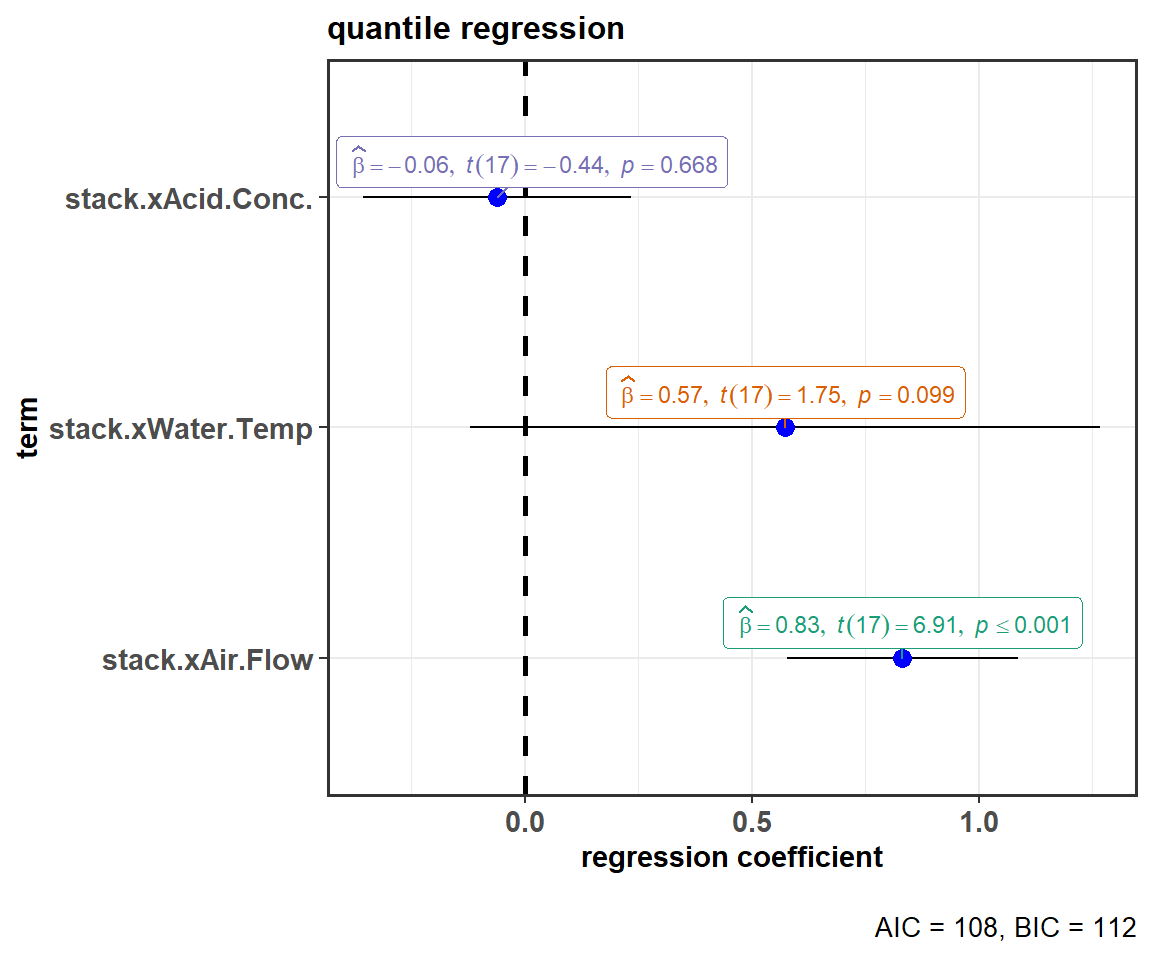 quantile regression
β̂ = −0.06, t(17) = −0.44, p = 0.668
stack.xAcid.Conc.
β̂ = 0.57, t(17) = 1.75, p = 0.099
stack.xWater.Temp
term
β̂ = 0.83, t(17) = 6.91, p ≤ 0.001
stack.xAir.Flow
0.0 0.5 1.0
regression coefficient
AIC = 108, BIC = 112